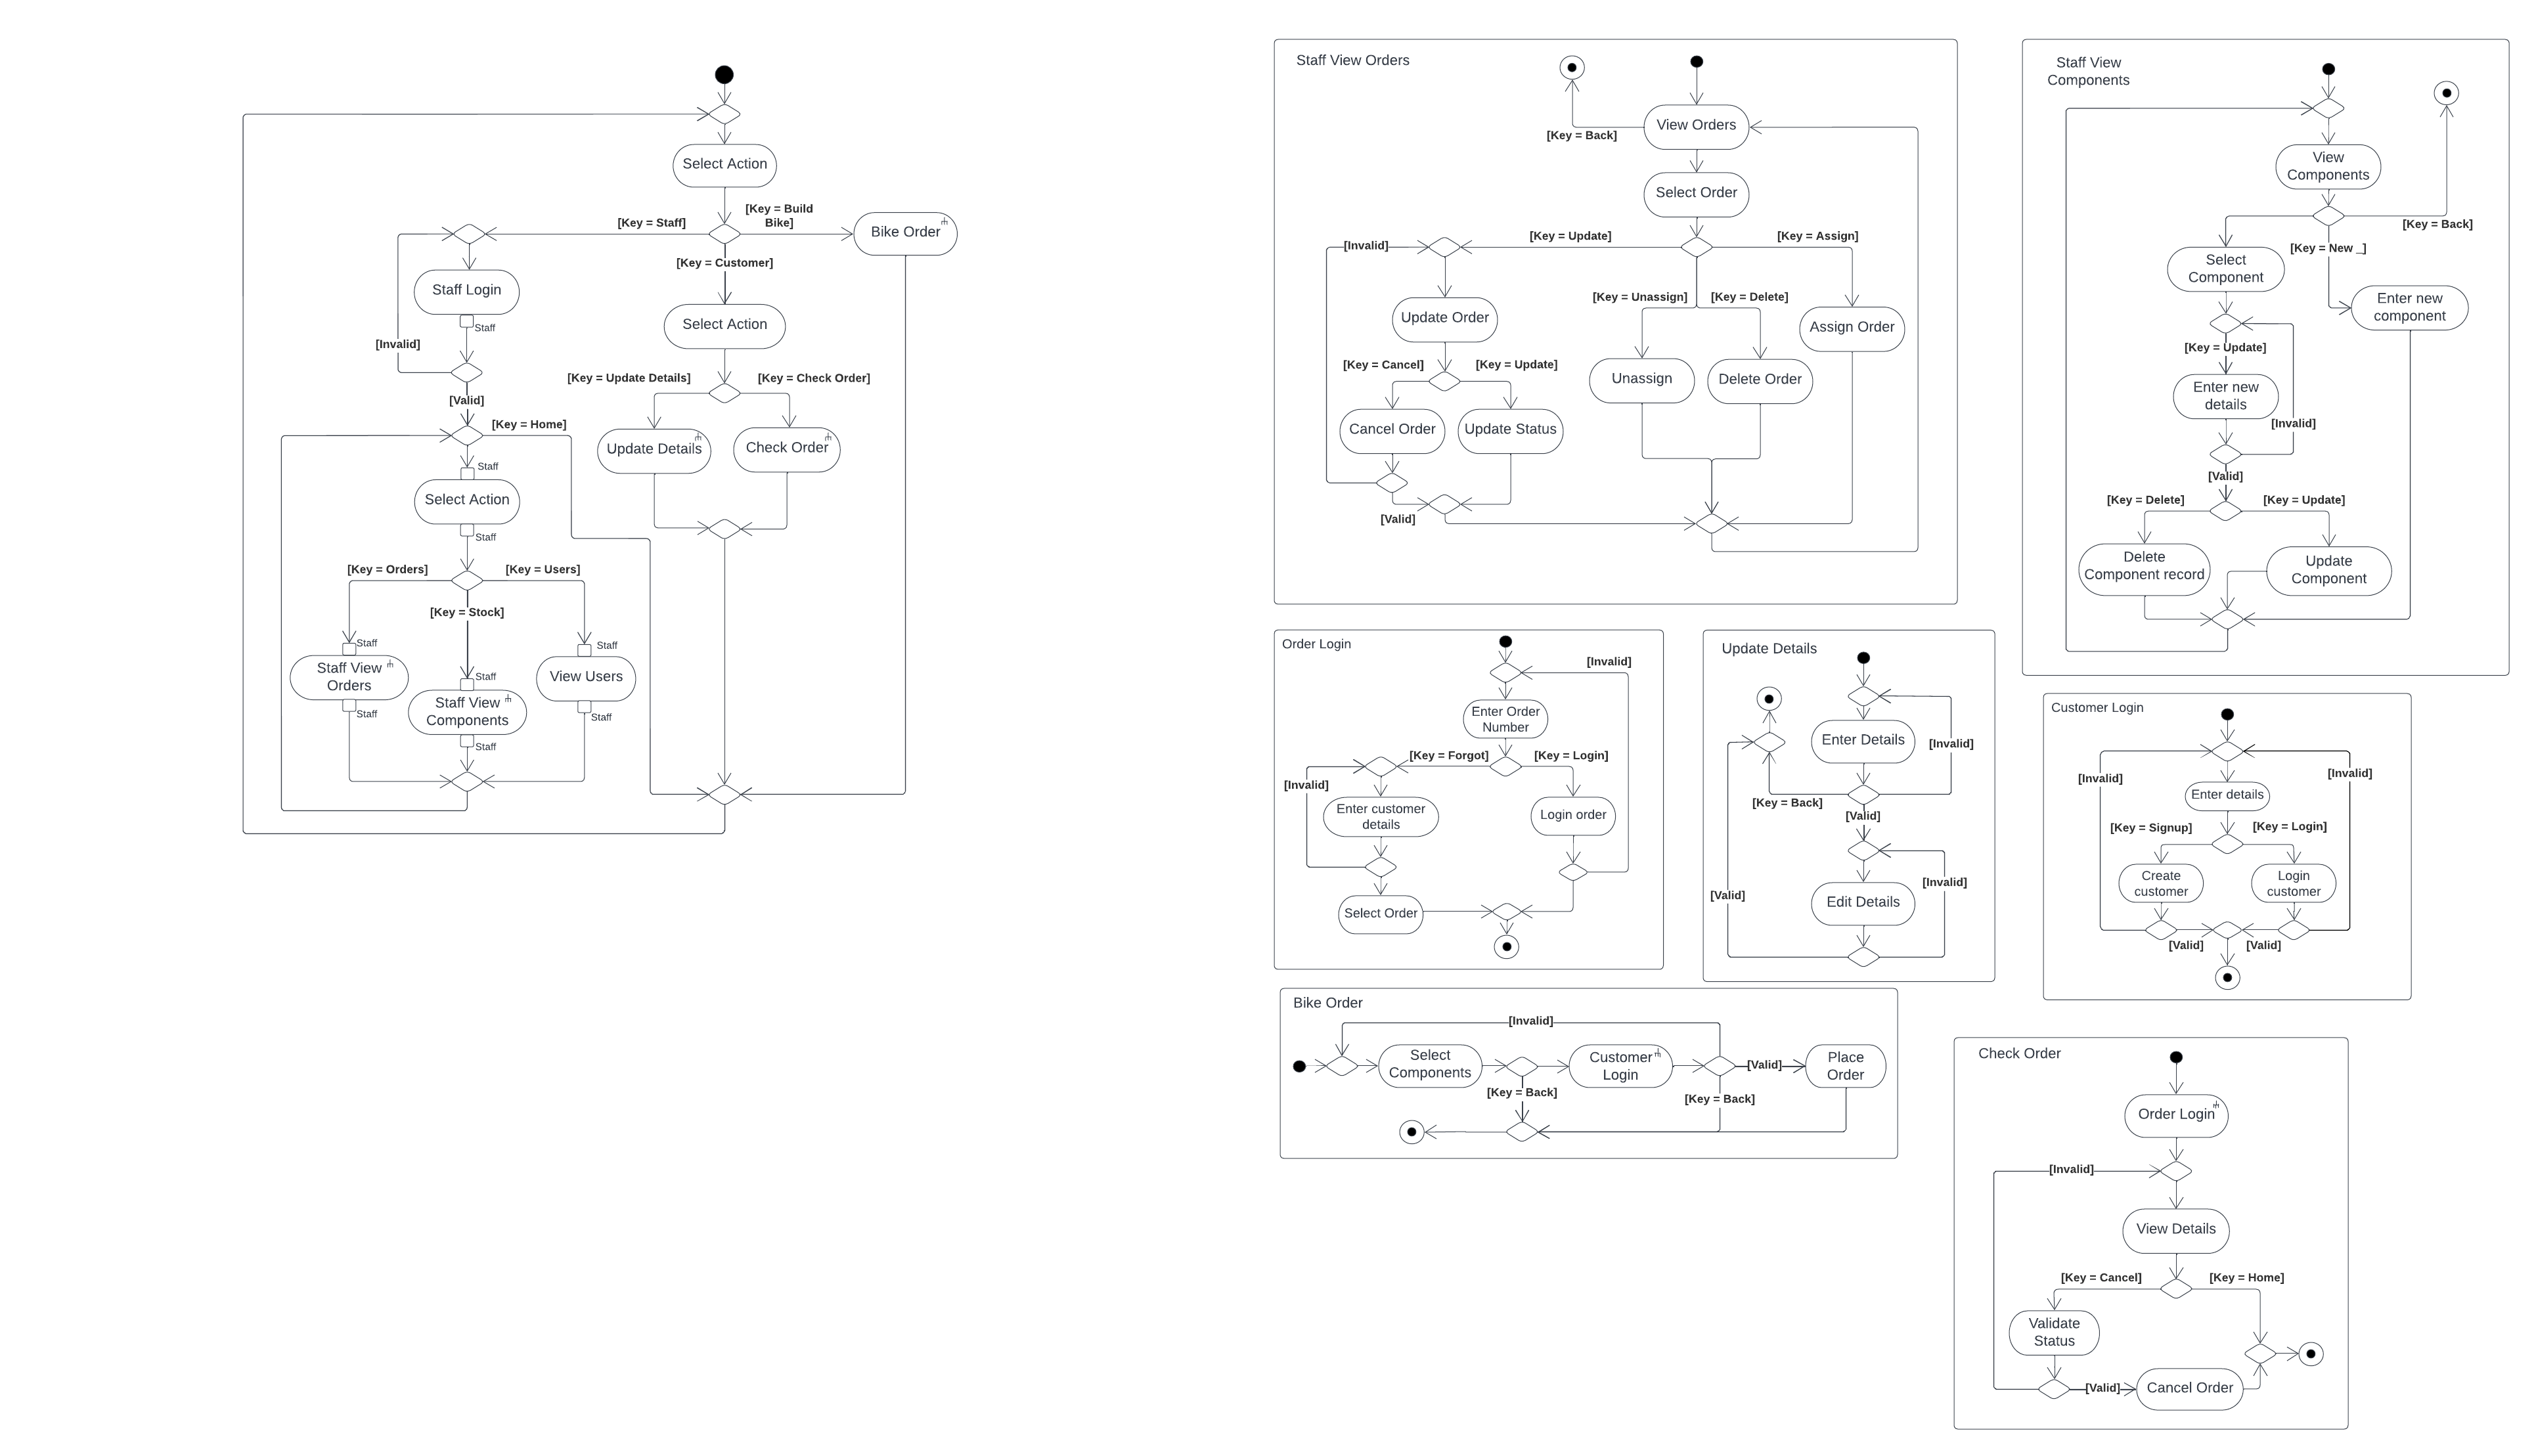 Select Action
[Key = Staff]
[Key = Build
Bike]
Bike Order
[Key = Customer]
Staff Login
Staff
[Invalid]
[Valid]
Select Action
[Key = Update Details]
[Key = Check Order]
Update Details
Check Order
[Key = Home]
Staff
Select Action
Staff
[Key = Orders]
[Key = Users]
[Key = Stock]
Staff
Staff View
Orders
Staff
Staff
Staff View
Components
Staff
Staff
View Users
Staff
Staff View Orders
[Key = Back]
View Orders
Select Order
[Invalid]
[Key = Update]
[Key = Assign]
[Key = Unassign]
[Key = Delete]
Update Order
Assign Order
[Key = Cancel]
[Key = Update]
Unassign
Delete Order
Cancel Order
Update Status
[Valid]
Staff View
Components
View
Components
[Key = Back]
[Key = New _]
Select
Component
Enter new
component
[Key = Update]
Enter new
details
[Invalid]
[Valid]
[Key = Delete]
[Key = Update]
Delete
Component record
Update
Component
Order Login
[Invalid]
Enter Order
Number
[Key = Forgot]
[Key = Login]
[Invalid]
Enter customer
details
Login order
Select Order
Update Details
Enter Details
[Invalid]
[Key = Back]
[Valid]
[Invalid]
[Valid]
Edit Details
Customer Login
[Invalid]
[Invalid]
Enter details
[Key = Signup]
[Key = Login]
Create
customer
Login
customer
[Valid]
[Valid]
Bike Order
[Invalid]
Select
Components
Customer
Login
[Valid]
Place
Order
[Key = Back]
[Key = Back]
Check Order
Order Login
[Invalid]
View Details
[Key = Cancel]
[Key = Home]
Validate
Status
[Valid]
Cancel Order